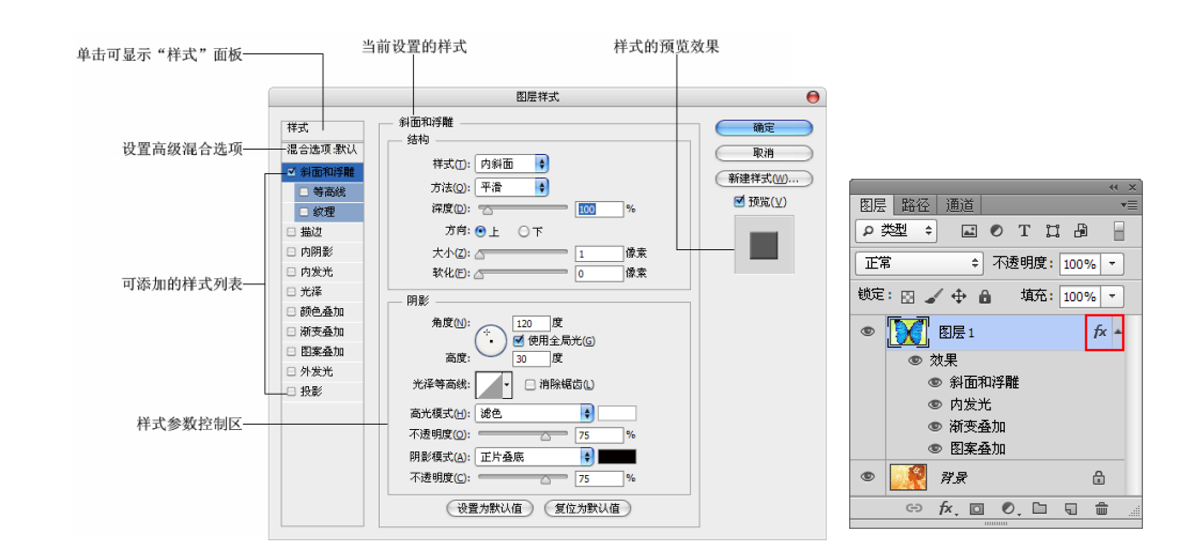 单击可显示“样式”面板
当前设置的样式
样式的预览效果
设置高级混合选项
可添加的样式列表
样式参数控制区
图层样式
样式
混合选项:默认
斜面和浮雕
等高线
纹理
描边
内阴影
内发光
光泽
颜色叠加
渐变叠加
图案叠加
外发光
投影
斜面和浮雕
结构
样式(T): 内斜面
方法(Q): 平滑
深度(D): 100 %
方向: 上 下
大小(Z): 1 像素
软化(F): 0 像素
阴影
角度(N): 120 度
使用全局光(G)
高度: 30 度
光泽等高线: 消除锯齿(L)
高光模式(H): 滤色
不透明度(O): 75 %
阴影模式(A): 正片叠底
不透明度(C): 75 %
设置为默认值 复位为默认值
确定
取消
新建样式(W)...
预览(V)
图层 路径 通道
类型 T
正常 不透明度: 100%
锁定: 填充: 100%
图层 1 fx
效果
斜面和浮雕
内发光
渐变叠加
图案叠加
背景
fx